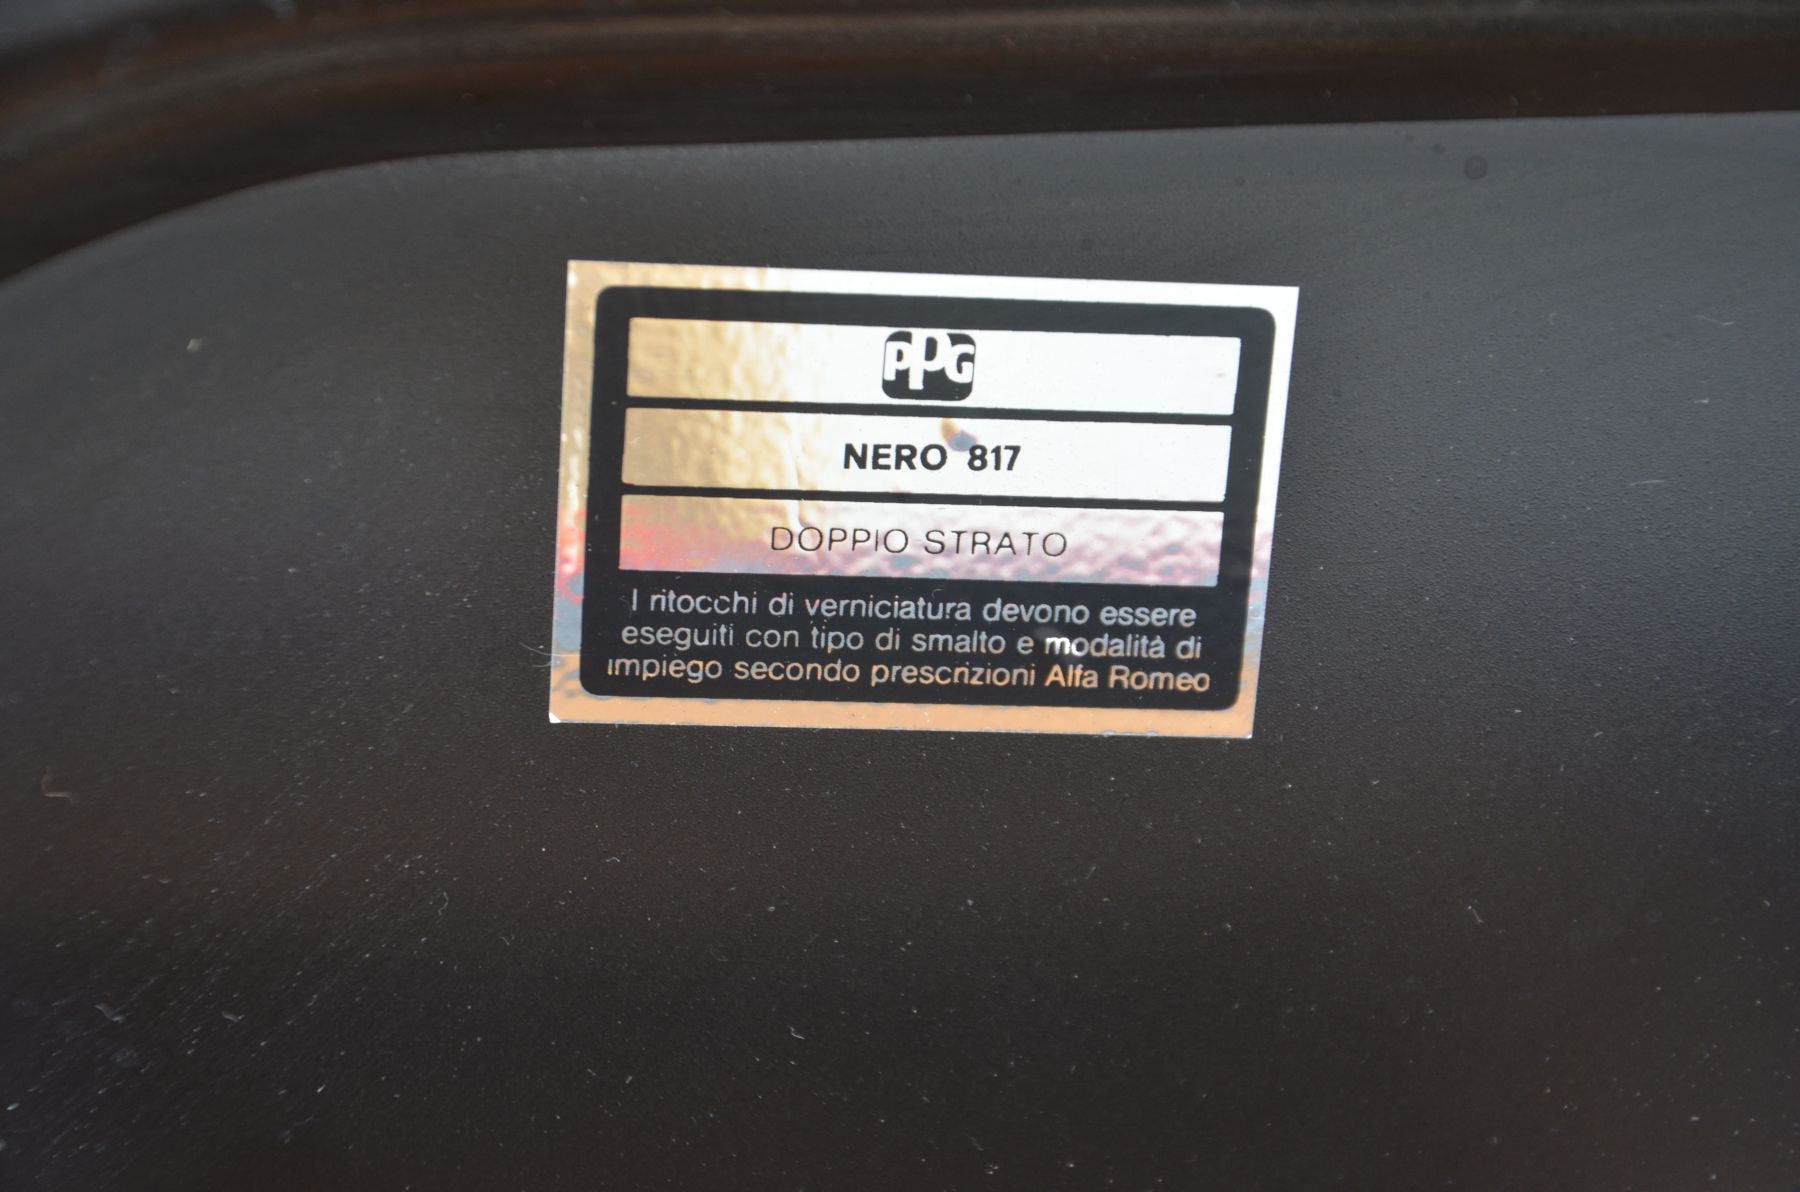 PPG
NERO 817
DOPPIO STRATO
I ritocchi di verniciatura devono essere
eseguiti con tipo di smalto e modalità di
impiego secondo prescrizioni Alfa Romeo